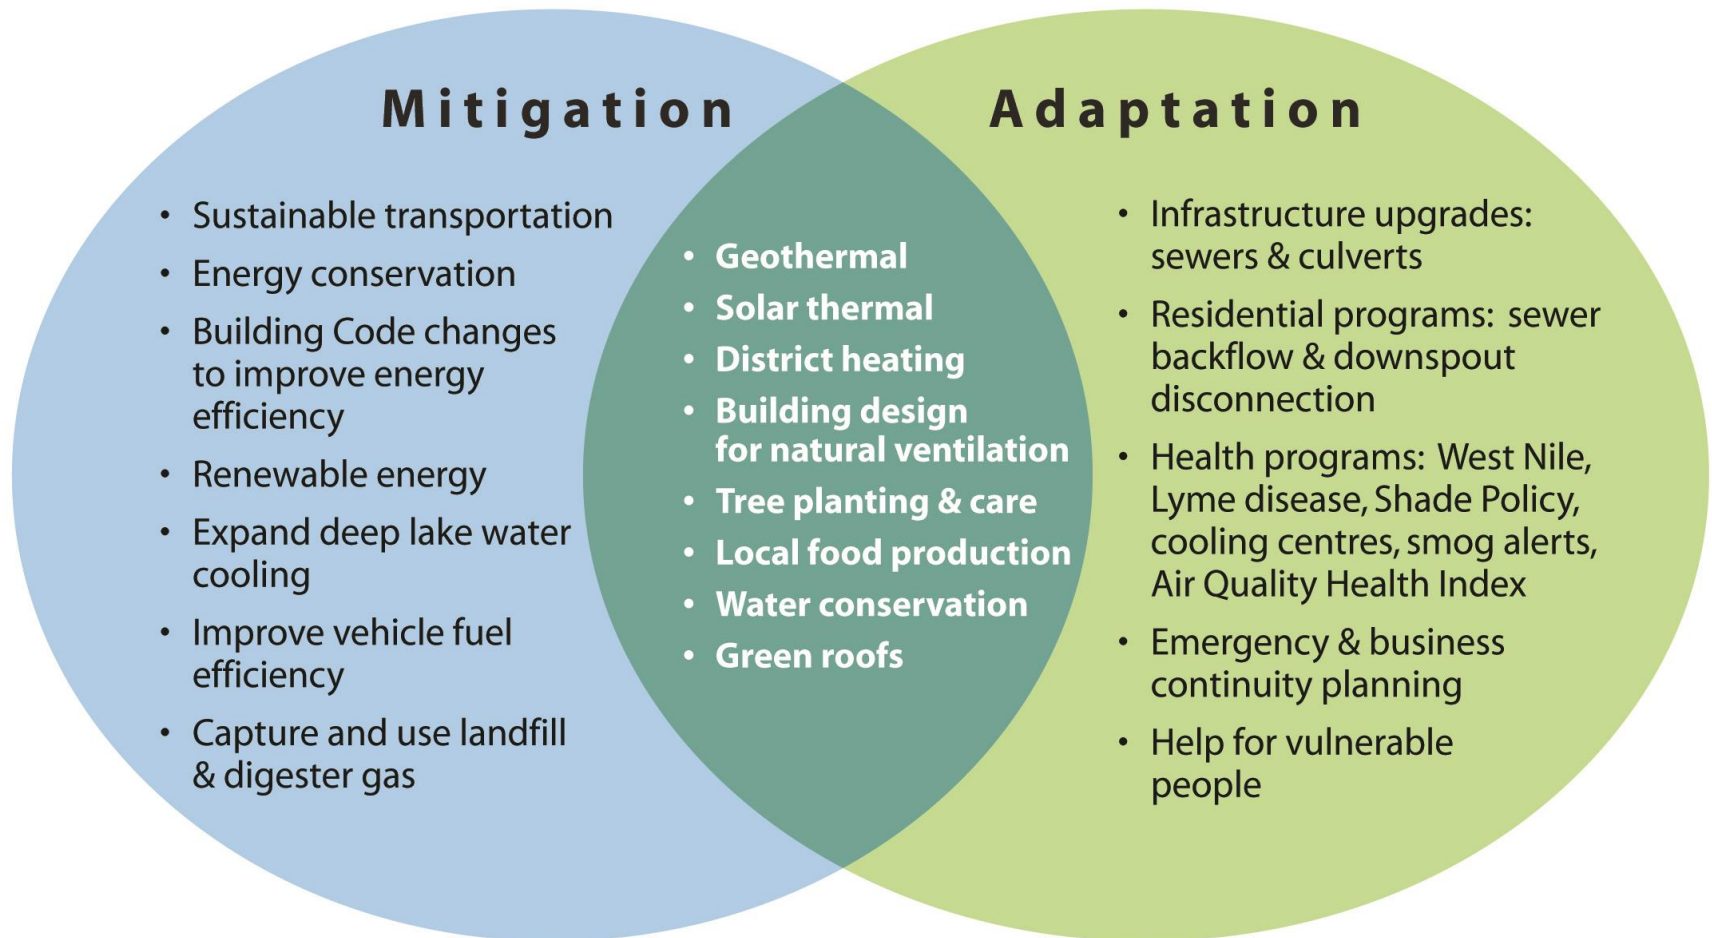 Mitigation
• Sustainable transportation
• Energy conservation
• Building Code changes
to improve energy
efficiency
• Renewable energy
• Expand deep lake water
cooling
• Improve vehicle fuel
efficiency
• Capture and use landfill
& digester gas
• Geothermal
• Solar thermal
• District heating
• Building design
for natural ventilation
• Tree planting & care
• Local food production
• Water conservation
• Green roofs
Adaptation
• Infrastructure upgrades:
sewers & culverts
• Residential programs: sewer
backflow & downspout
disconnection
• Health programs: West Nile,
Lyme disease, Shade Policy,
cooling centres, smog alerts,
Air Quality Health Index
• Emergency & business
continuity planning
• Help for vulnerable
people